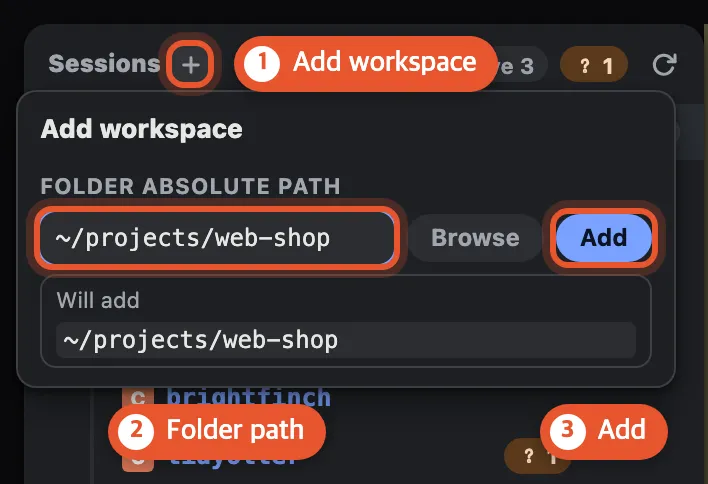 Sessions +
1 Add workspace
ve 3
? 1
Add workspace
FOLDER ABSOLUTE PATH
~/projects/web-shop
Browse
Add
Will add
~/projects/web-shop
C brightfinch
2 Folder path
3 Add
tidyotter
? 1